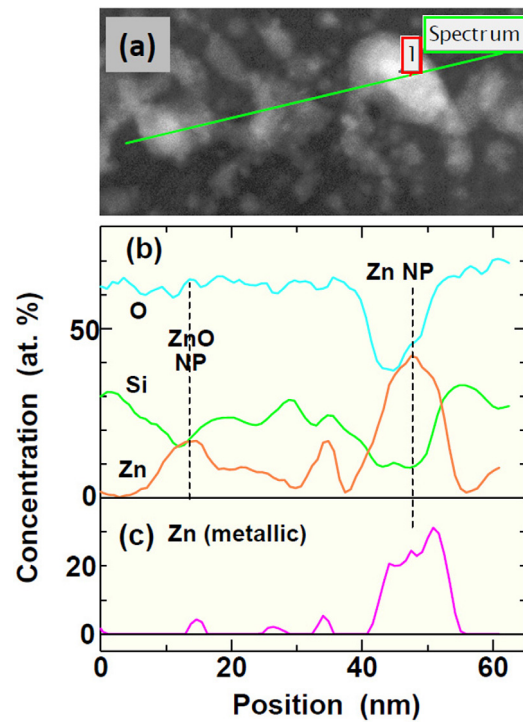 (a)
1
Spectrum
(b)
Zn NP
O
ZnO
NP
50
Si
Zn
0
Concentration (at. %)
(c) Zn (metallic)
20
0
0 20 40 60
Position (nm)